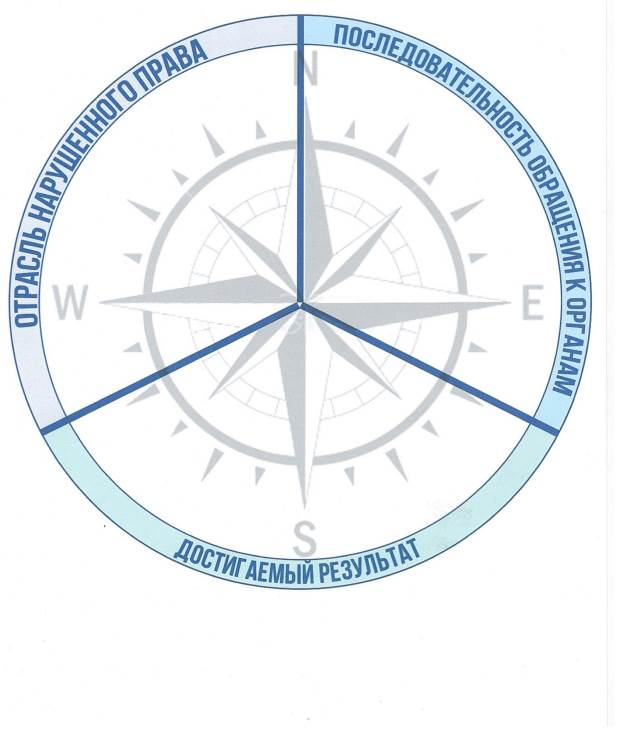 ОТРАСЛЬ НАРУШЕННОГО ПРАВА
ПОСЛЕДОВАТЕЛЬНОСТЬ ОБРАЩЕНИЯ К ОРГАНАМ
N
W
E
S
ДОСТИГАЕМЫЙ РЕЗУЛЬТАТ